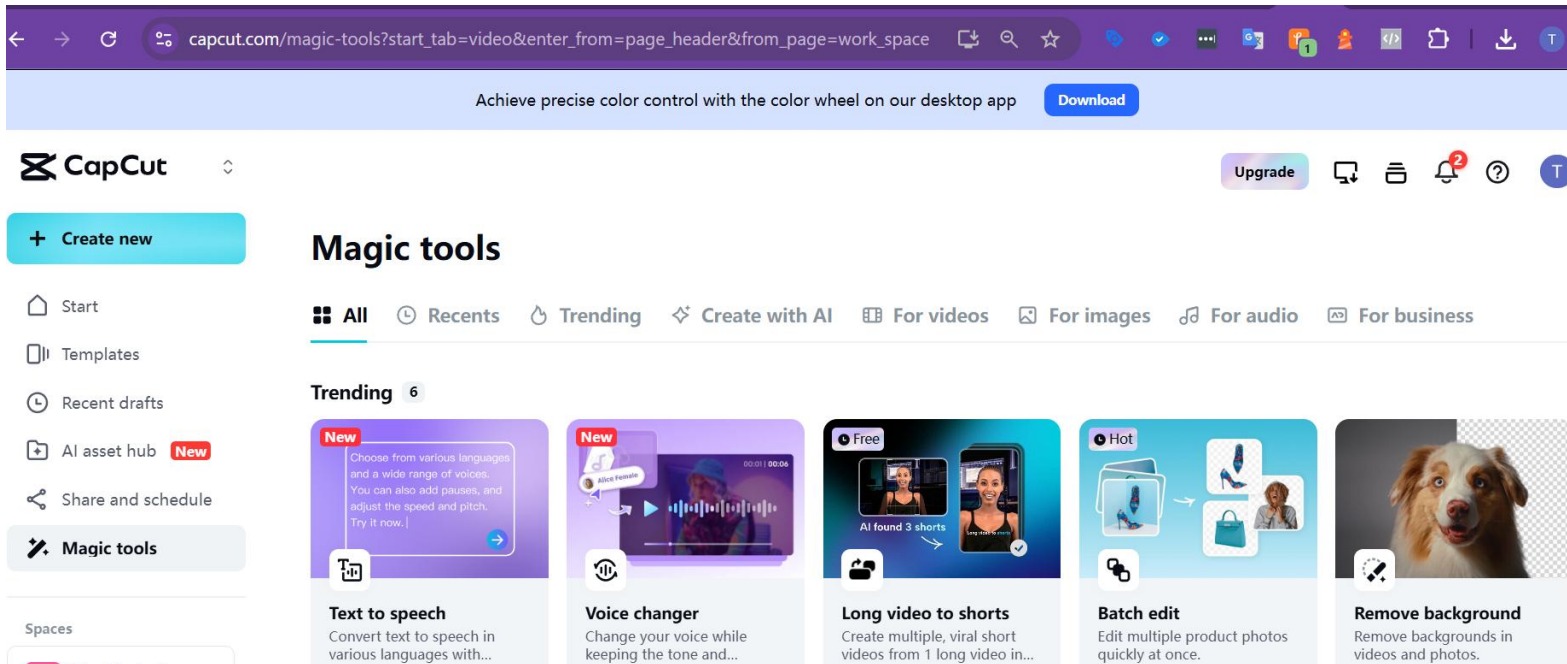 capcut.com/magic-tools?start_tab=video&enter_from=page_header&from_page=work_space
1
T
Achieve precise color control with the color wheel on our desktop app
Download
CapCut
Upgrade
2
T
Create new
Start
Templates
Recent drafts
AI asset hub New
Share and schedule
Magic tools
Spaces
Magic tools
All Recents Trending Create with AI For videos For images For audio For business
Trending 6
New
Choose from various languages
and a wide range of voices.
You can also add pauses, and
adjust the speed and pitch.
Try it now.
Text to speech
Convert text to speech in
various languages with...
New
Alice Female
00:01 | 00:06
Voice changer
Change your voice while
keeping the tone and...
Free
AI found 3 shorts
Long video to shorts
Long video to shorts
Create multiple, viral short
videos from 1 long video in...
Hot
Batch edit
Edit multiple product photos
quickly at once.
Remove background
Remove backgrounds in
videos and photos.